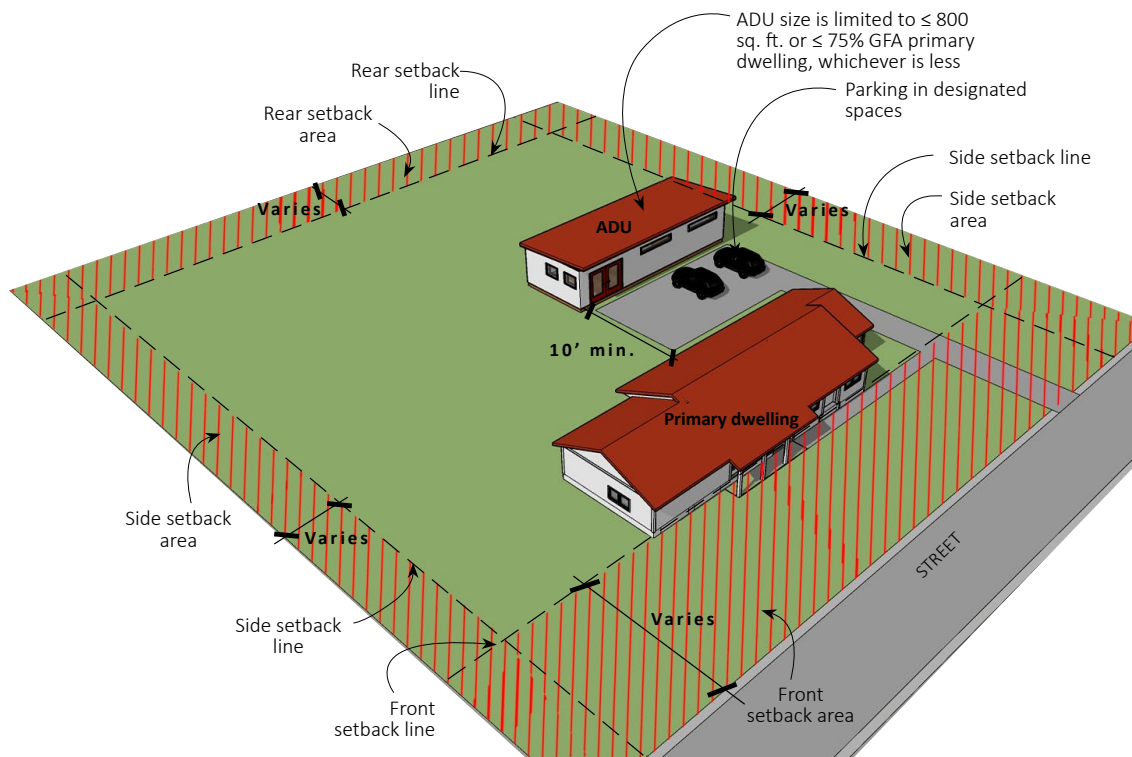 ADU size is limited to ≤ 800
sq. ft. or ≤ 75% GFA primary
dwelling, whichever is less
Rear setback
line
Parking in designated
spaces
Rear setback
area
Side setback line
Side setback
area
Varies
Varies
ADU
10' min.
Primary dwelling
Side setback
area
Varies
STREET
Side setback
line
Varies
Front
setback line
Front
setback area